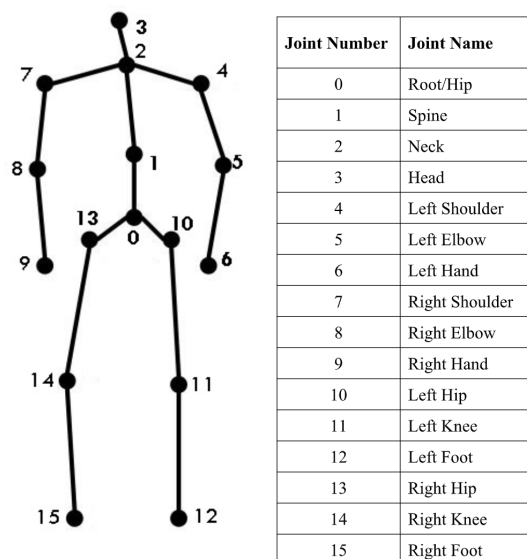 3
2
7
4
1
5
8
13
10
0
9
6
14
11
15
12
Joint Number Joint Name
0 Root/Hip
1 Spine
2 Neck
3 Head
4 Left Shoulder
5 Left Elbow
6 Left Hand
7 Right Shoulder
8 Right Elbow
9 Right Hand
10 Left Hip
11 Left Knee
12 Left Foot
13 Right Hip
14 Right Knee
15 Right Foot